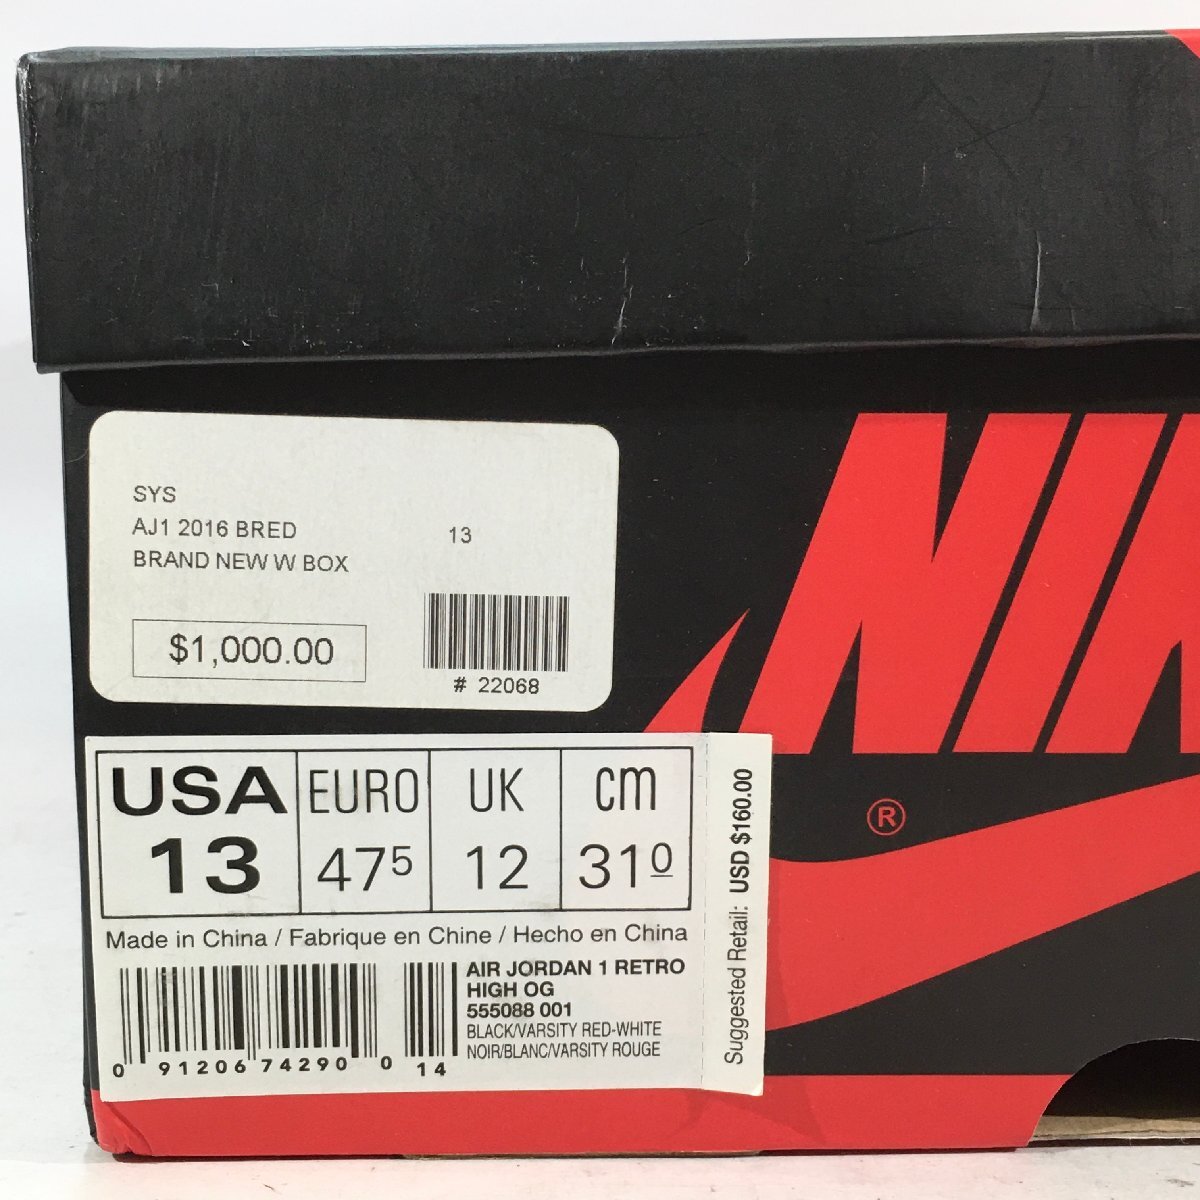 SYS
AJ1 2016 BRED 13
BRAND NEW W BOX
$1,000.00
# 22068
NIK
®
USA EURO UK cm
13 475 12 310
Made in China / Fabrique en Chine / Hecho en China
AIR JORDAN 1 RETRO
HIGH OG
555088 001
BLACK/VARSITY RED-WHITE
NOIR/BLANC/VARSITY ROUGE
0 91206 74290 0 14
Suggested Retail: USD $160.00